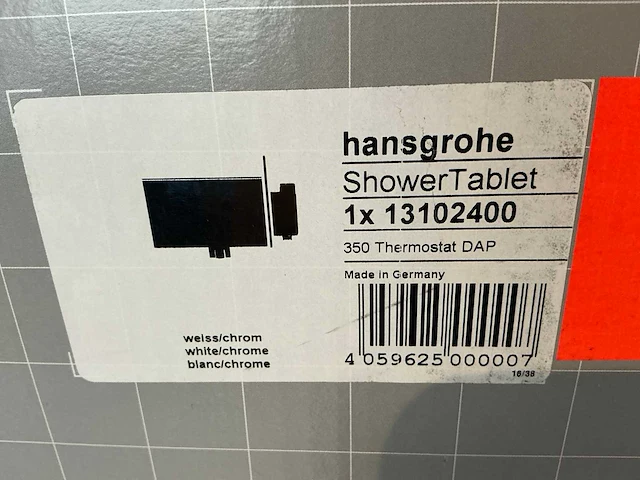 hansgrohe
ShowerTablet
1x 13102400
350 Thermostat DAP
Made in Germany
weiss/chrom
white/chrome
blanc/chrome
4 059625 000007
16/38